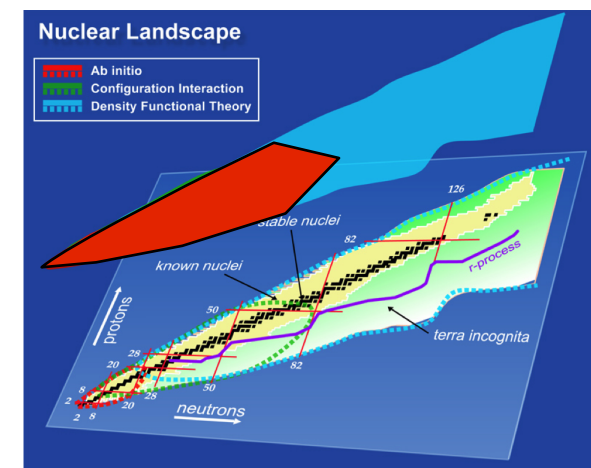 Nuclear Landscape
Ab initio
Configuration Interaction
Density Functional Theory
126
stable nuclei
82
r-process
known nuclei
50
protons
terra incognita
28
20
82
8
50
2
28
neutrons
20
2 8